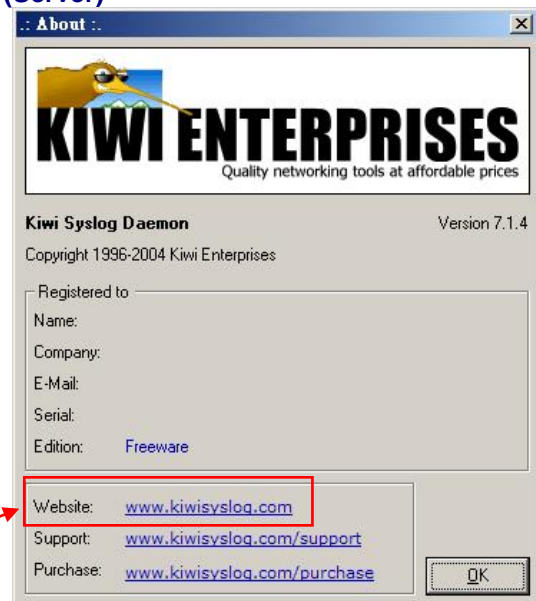 (Server)
.: About :.
KIWI ENTERPRISES
Quality networking tools at affordable prices
Kiwi Syslog Daemon Version 7.1.4
Copyright 1996-2004 Kiwi Enterprises
Registered to
Name:
Company:
E-Mail:
Serial:
Edition: Freeware
Website: www.kiwisyslog.com
Support: www.kiwisyslog.com/support
Purchase: www.kiwisyslog.com/purchase
OK